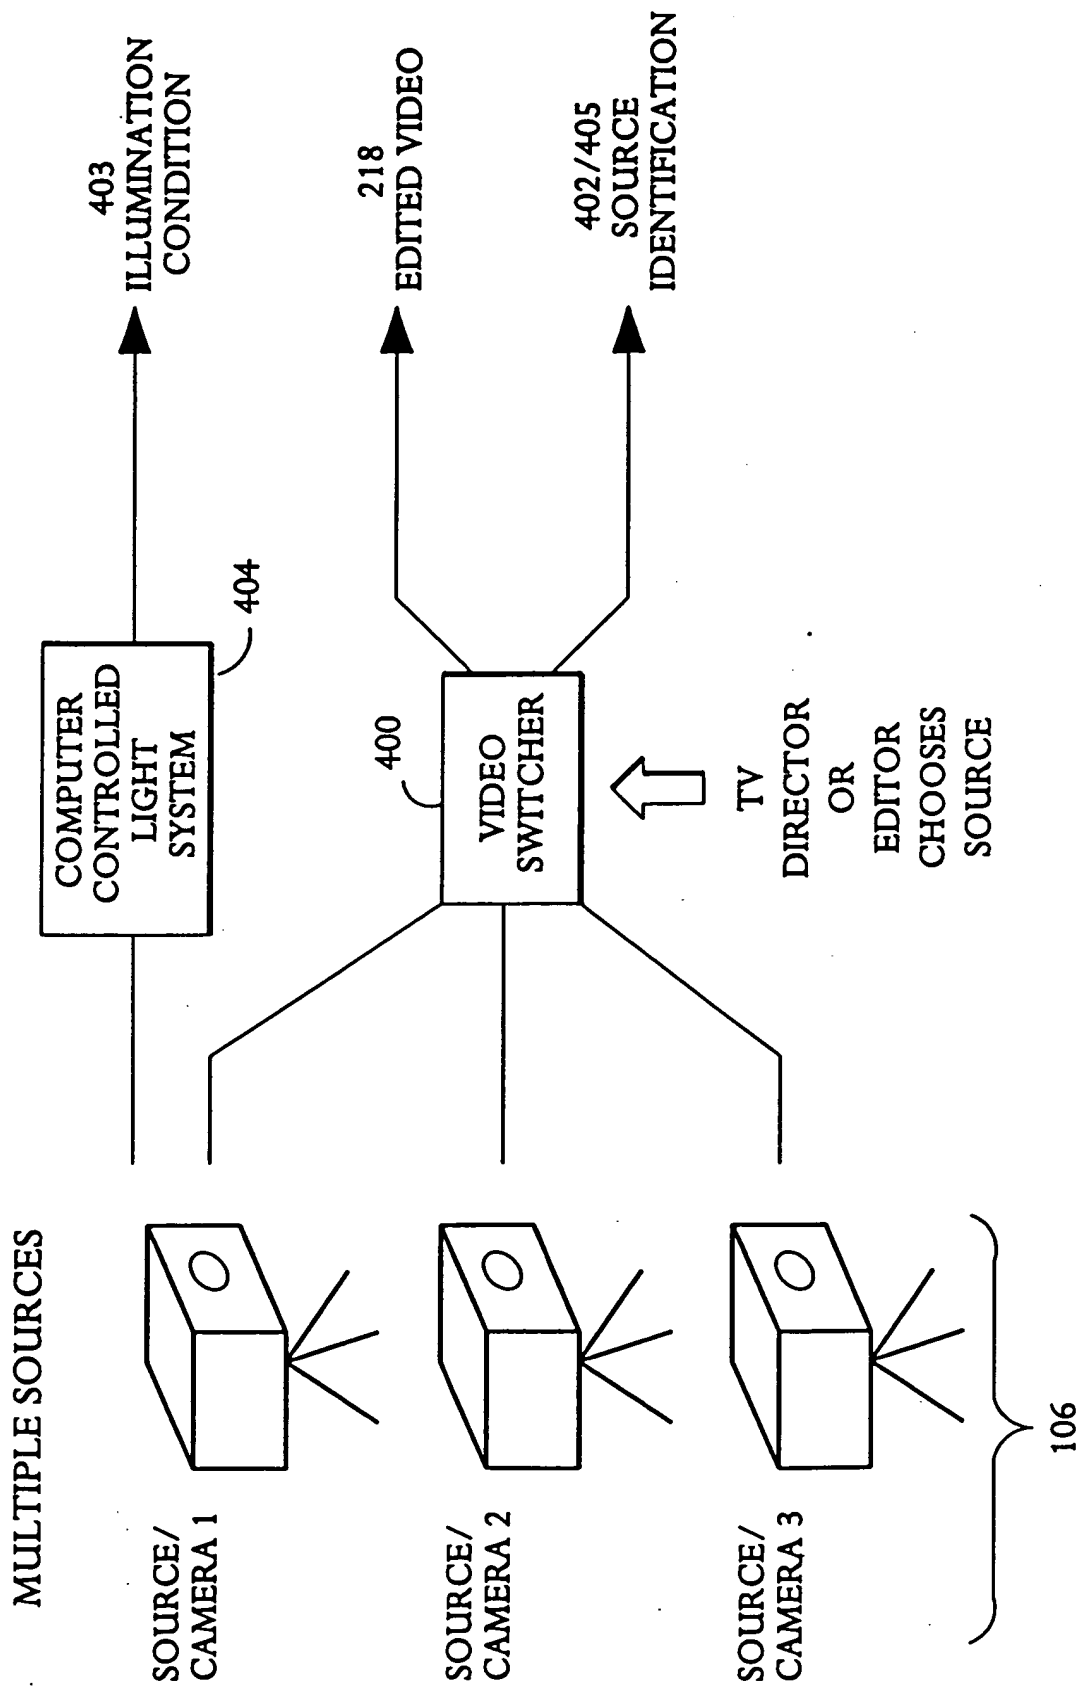 MULTIPLE SOURCES
SOURCE/
CAMERA 1
SOURCE/
CAMERA 2
SOURCE/
CAMERA 3
106
COMPUTER
CONTROLLED
LIGHT
SYSTEM
404
400
VIDEO
SWITCHER
TV
DIRECTOR
OR
EDITOR
CHOOSES
SOURCE
403
ILLUMINATION
CONDITION
218
EDITED VIDEO
402/405
SOURCE
IDENTIFICATION